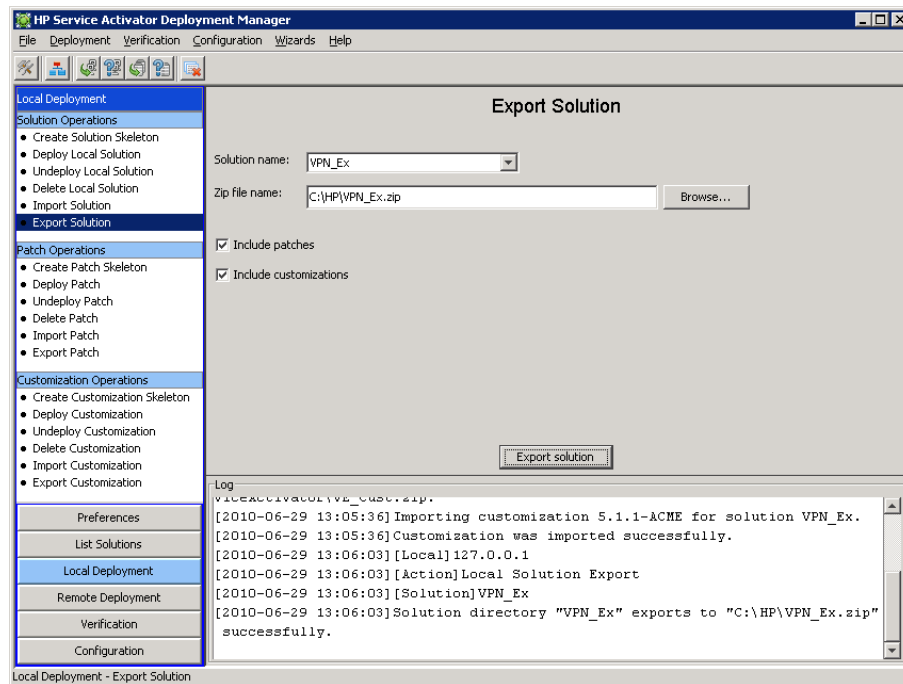 HP Service Activator Deployment Manager
File Deployment Verification Configuration Wizards Help
Local Deployment
Solution Operations
• Create Solution Skeleton
• Deploy Local Solution
• Undeploy Local Solution
• Delete Local Solution
• Import Solution
• Export Solution
Patch Operations
• Create Patch Skeleton
• Deploy Patch
• Undeploy Patch
• Delete Patch
• Import Patch
• Export Patch
Customization Operations
• Create Customization Skeleton
• Deploy Customization
• Undeploy Customization
• Delete Customization
• Import Customization
• Export Customization
Preferences
List Solutions
Local Deployment
Remote Deployment
Verification
Configuration
Export Solution
Solution name: VPN_Ex
Zip file name: C:\HP\VPN_Ex.zip Browse...
Include patches
Include customizations
Export solution
Log
viceActivator\VE_Cust.zip.
[2010-06-29 13:05:36]Importing customization 5.1.1-ACME for solution VPN_Ex.
[2010-06-29 13:05:36]Customization was imported successfully.
[2010-06-29 13:06:03][Local]127.0.0.1
[2010-06-29 13:06:03][Action]Local Solution Export
[2010-06-29 13:06:03][Solution]VPN_Ex
[2010-06-29 13:06:03]Solution directory "VPN_Ex" exports to "C:\HP\VPN_Ex.zip"
successfully.
Local Deployment - Export Solution